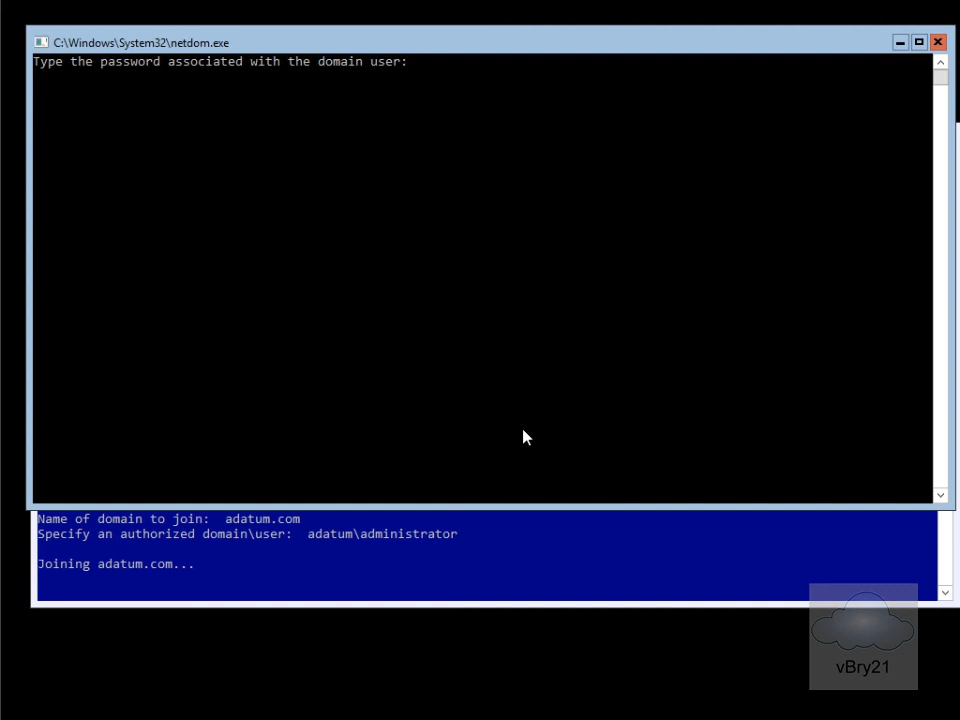 C:\Windows\System32\netdom.exe
Type the password associated with the domain user:
Name of domain to join:  adatum.com
Specify an authorized domain\user:  adatum\administrator
Joining adatum.com...
vBry21